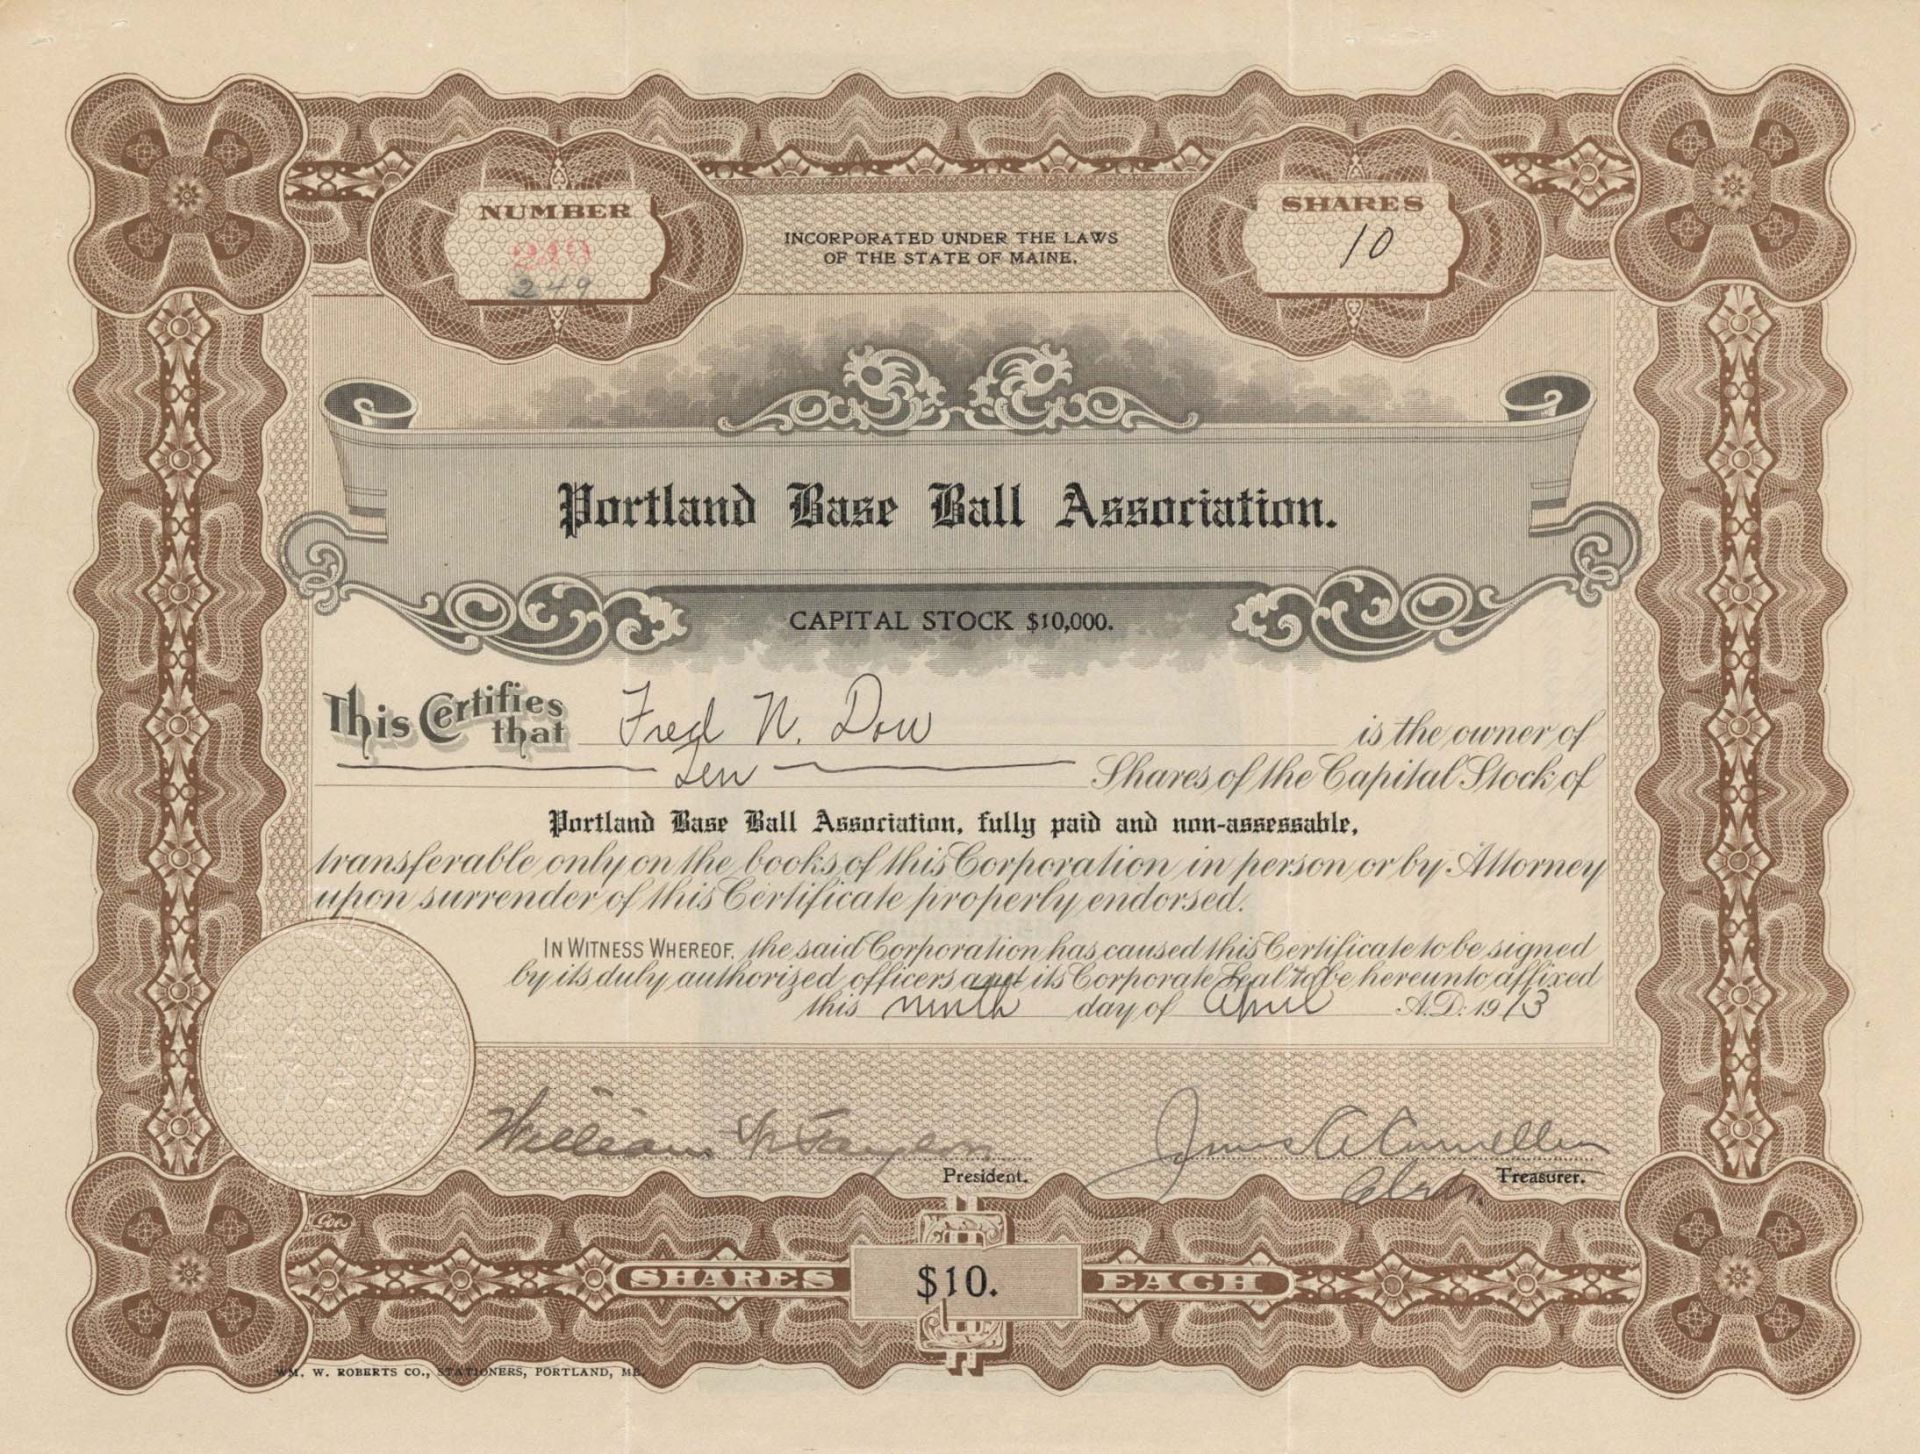 NUMBER
249
249
INCORPORATED UNDER THE LAWS
OF THE STATE OF MAINE.
SHARES
10
Portland Base Ball Association.
CAPITAL STOCK $10,000.
This Certifies that Fred N. Dow is the owner of
Ten Shares of the Capital Stock of
Portland Base Ball Association, fully paid and non-assessable,
transferable only on the books of this Corporation in person or by Attorney
upon surrender of this Certificate properly endorsed.
IN WITNESS WHEREOF, the said Corporation has caused this Certificate to be signed
by its duly authorized officers and its Corporate Seal to be hereunto affixed
this ninth day of April A.D. 1913
William
President.
James A
Treasurer.
SHARES $10. EACH
WM. W. ROBERTS CO., STATIONERS, PORTLAND, ME.